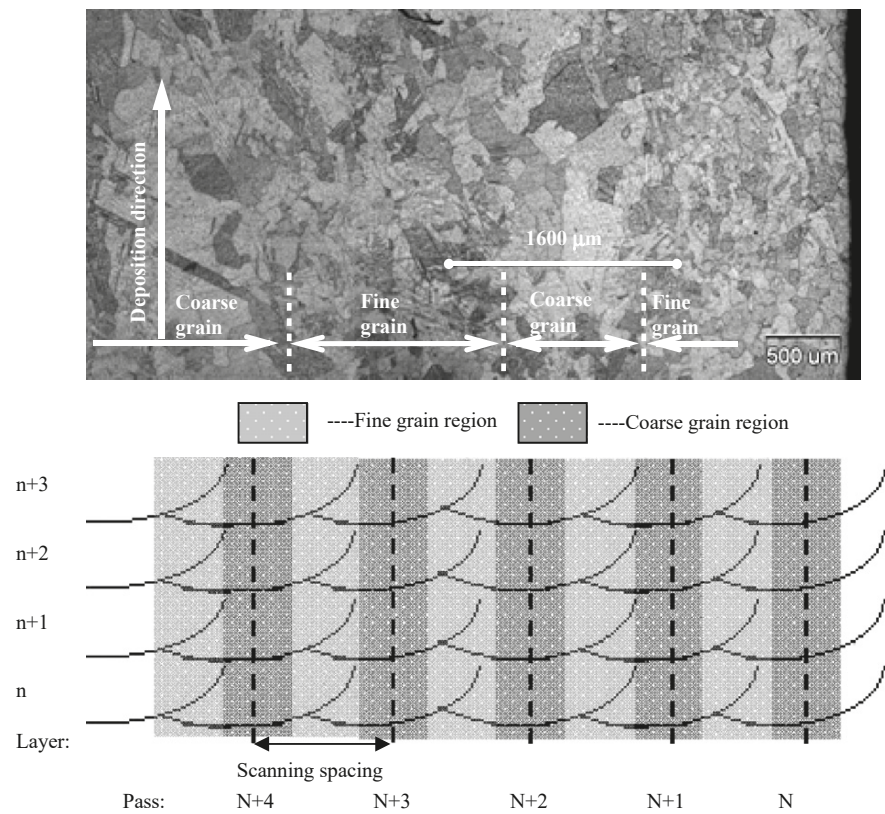 Deposition direction
1600 μm
Coarse
grain
Fine
grain
Coarse
grain
Fine
grain
500 um
----Fine grain region
----Coarse grain region
n+3
n+2
n+1
n
Layer:
Scanning spacing
Pass: N+4 N+3 N+2 N+1 N